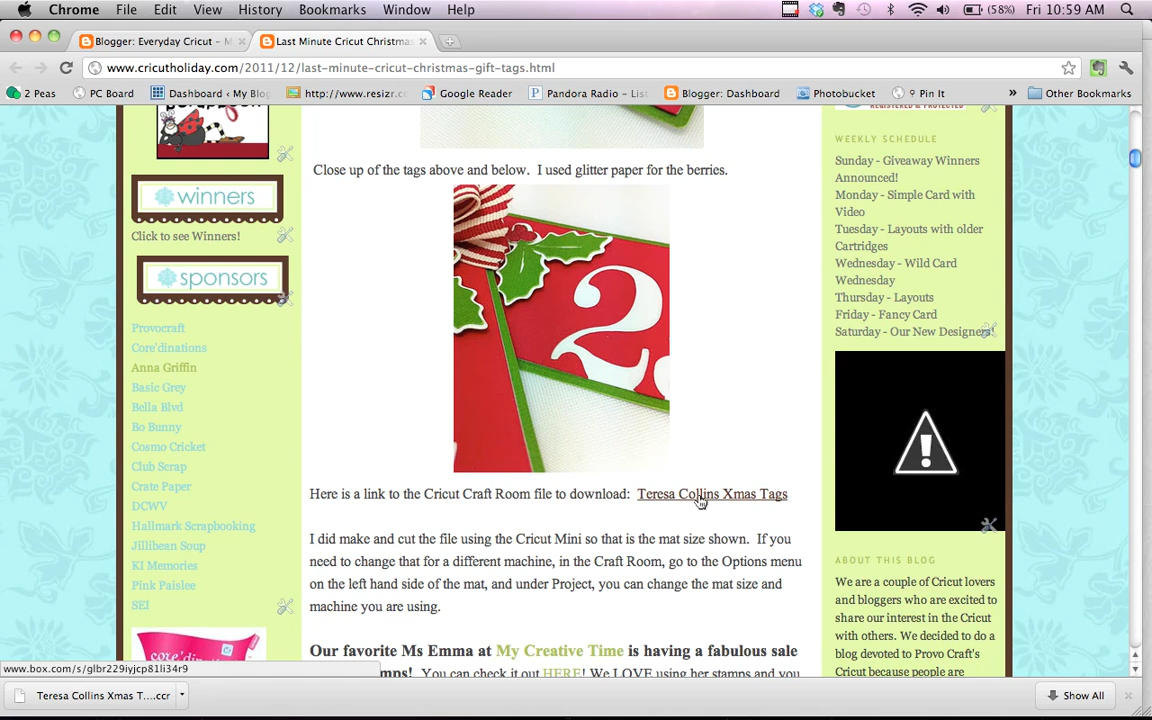 Chrome File Edit View History Bookmarks Window Help (58%) Fri 10:59 AM
Blogger: Everyday Cricut - M Last Minute Cricut Christmas
www.cricutholiday.com/2011/12/last-minute-cricut-christmas-gift-tags.html
2 Peas PC Board Dashboard ‹ My Blog http://www.resizr.co Google Reader Pandora Radio - List Blogger: Dashboard Photobucket Pin It » Other Bookmarks
winners
Click to see Winners!
sponsors
Provocraft
Core'dinations
Anna Griffin
Basic Grey
Bella Blvd
Bo Bunny
Cosmo Cricket
Club Scrap
Crate Paper
DCWV
Hallmark Scrapbooking
Jillibean Soup
KI Memories
Pink Paislee
SEI
Close up of the tags above and below. I used glitter paper for the berries.
2
Here is a link to the Cricut Craft Room file to download: Teresa Collins Xmas Tags
I did make and cut the file using the Cricut Mini so that is the mat size shown. If you
need to change that for a different machine, in the Craft Room, go to the Options menu
on the left hand side of the mat, and under Project, you can change the mat size and
machine you are using.
Our favorite Ms Emma at My Creative Time is having a fabulous sale
mps! You can check it out HERE! We LOVE using her stamps and you
REGISTERED & PROTECTED
WEEKLY SCHEDULE
Sunday - Giveaway Winners
Announced!
Monday - Simple Card with
Video
Tuesday - Layouts with older
Cartridges
Wednesday - Wild Card
Wednesday
Thursday - Layouts
Friday - Fancy Card
Saturday - Our New Designers!
ABOUT THIS BLOG
We are a couple of Cricut lovers
and bloggers who are excited to
share our interest in the Cricut
with others. We decided to do a
blog devoted to Provo Craft's
Cricut because people are
www.box.com/s/glbr229iyjcp81li34r9
Teresa Collins Xmas T....ccr Show All